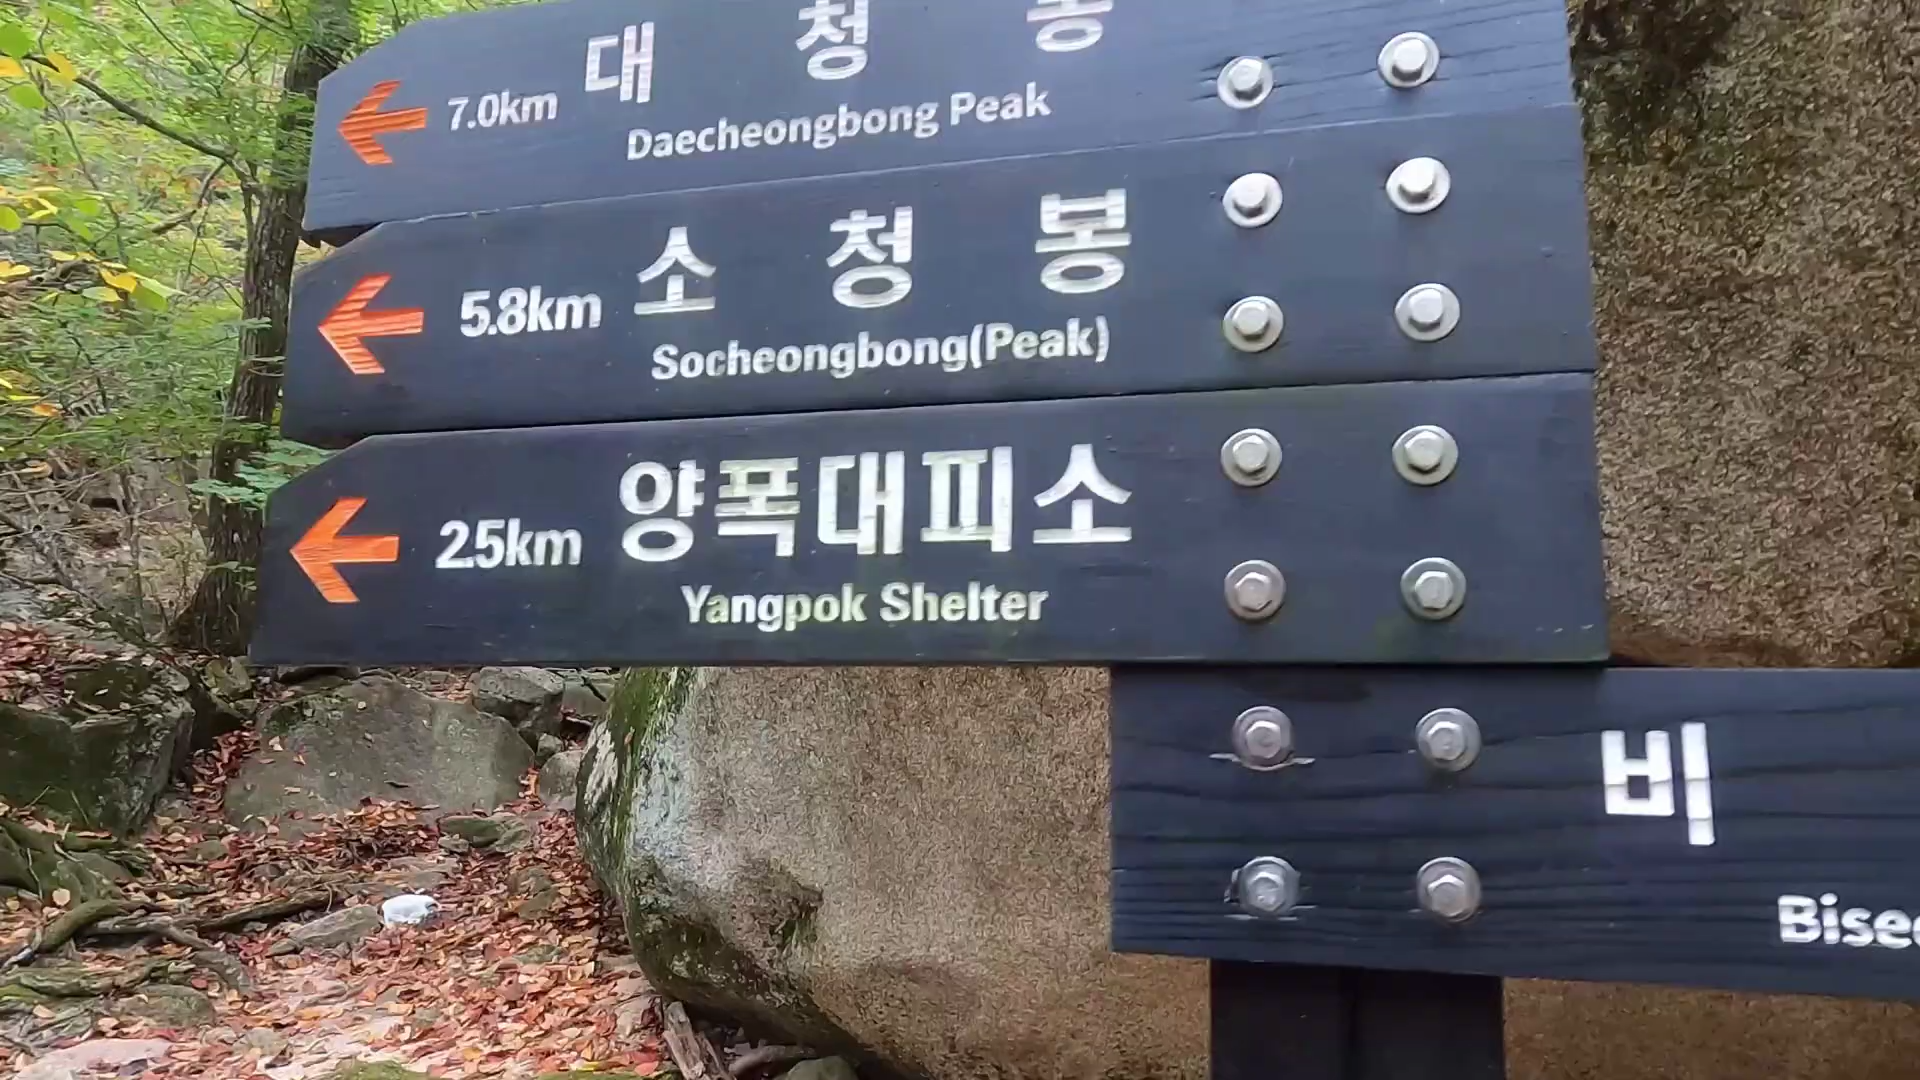 7.0km 대 청 봉
Daecheongbong Peak
5.8km 소 청 봉
Socheongbong(Peak)
2.5km 양폭대피소
Yangpok Shelter
비